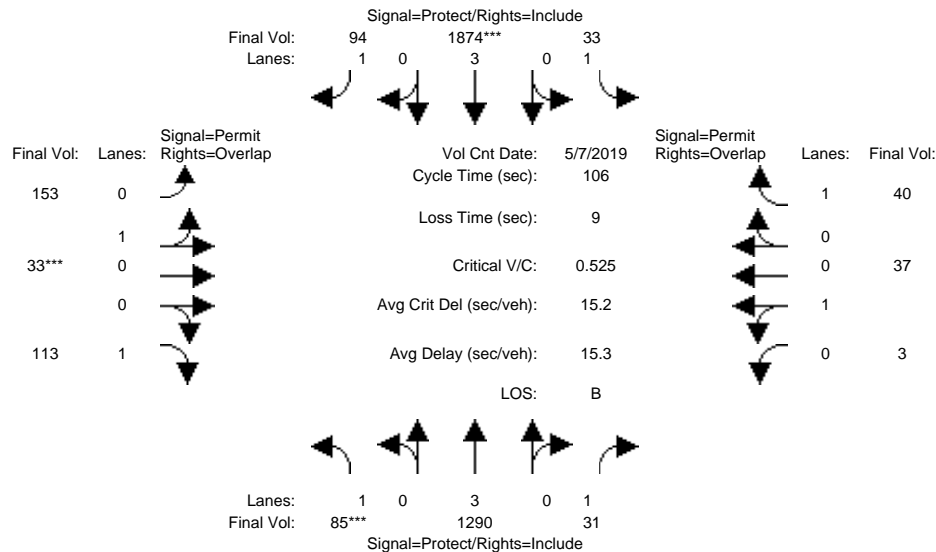 Signal=Protect/Rights=Include
Final Vol: 94 1874*** 33
Lanes: 1 0 3 0 1
Signal=Permit Signal=Permit
Final Vol: Lanes: Rights=Overlap Vol Cnt Date: 5/7/2019 Rights=Overlap Lanes: Final Vol:
Cycle Time (sec): 106
153 0 1 40
Loss Time (sec): 9
1 0
33*** 0 Critical V/C: 0.525 0 37
0 Avg Crit Del (sec/veh): 15.2 1
113 1 Avg Delay (sec/veh): 15.3 0 3
LOS: B
Lanes: 1 0 3 0 1
Final Vol: 85*** 1290 31
Signal=Protect/Rights=Include